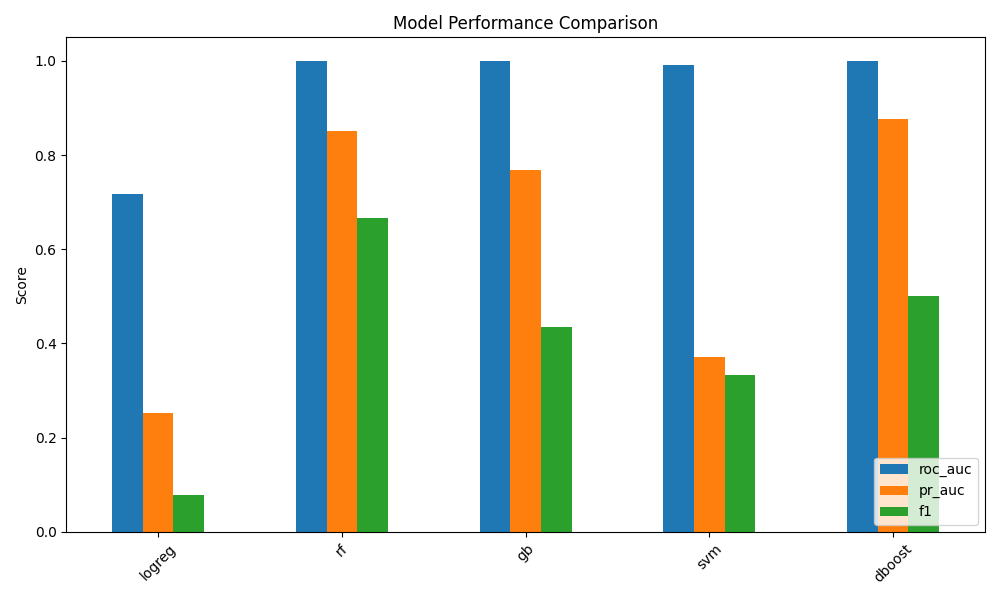 Model Performance Comparison
Score
1.0
0.8
0.6
0.4
0.2
0.0
logreg
rf
gb
svm
dboost
roc_auc
pr_auc
f1